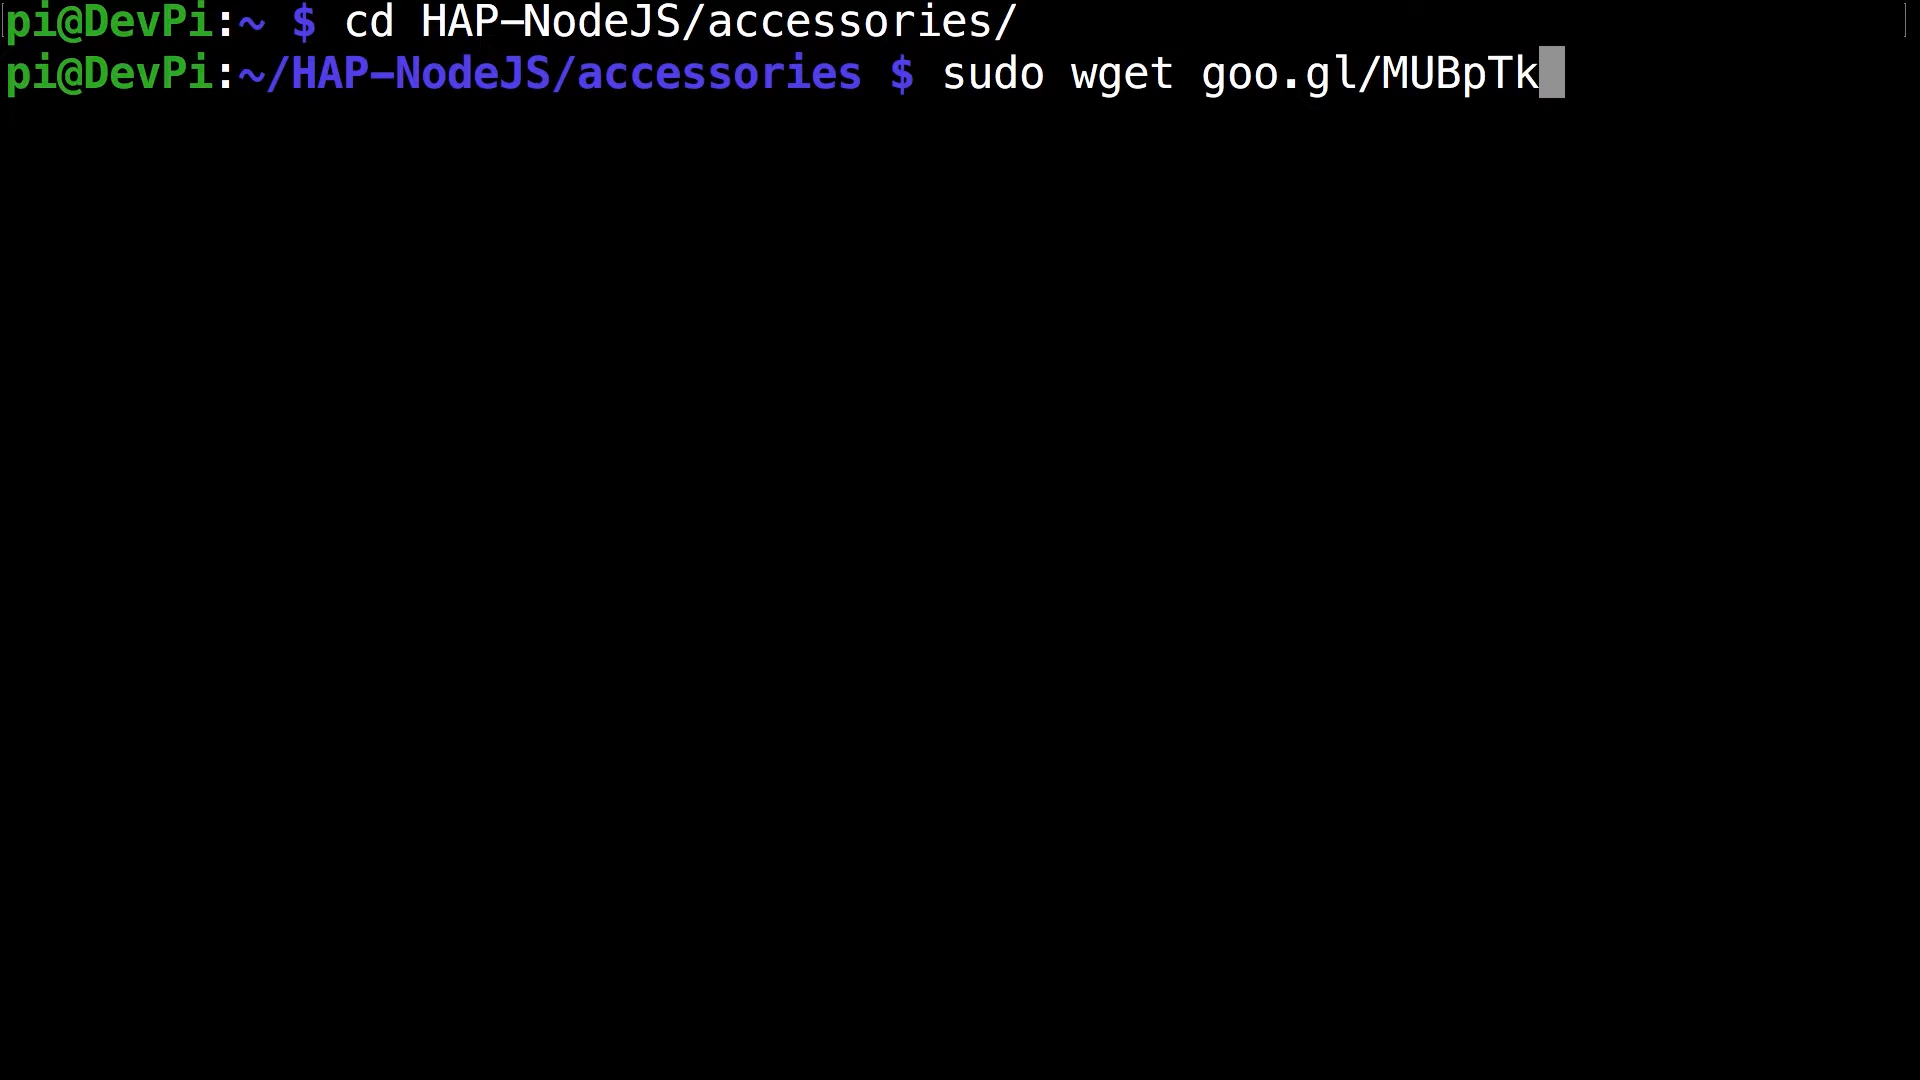 pi@DevPi:~ $ cd HAP-NodeJS/accessories/
pi@DevPi:~/HAP-NodeJS/accessories $ sudo wget goo.gl/MUBpTk